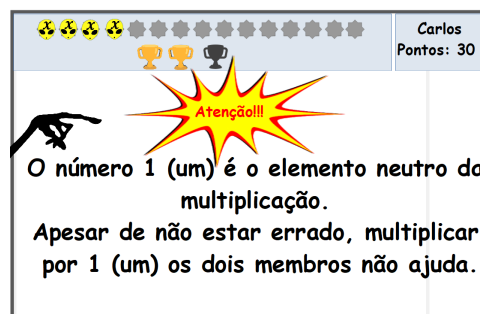 Carlos
Pontos: 30
Atenção!!!
O número 1 (um) é o elemento neutro da
multiplicação.
Apesar de não estar errado, multiplicar
por 1 (um) os dois membros não ajuda.